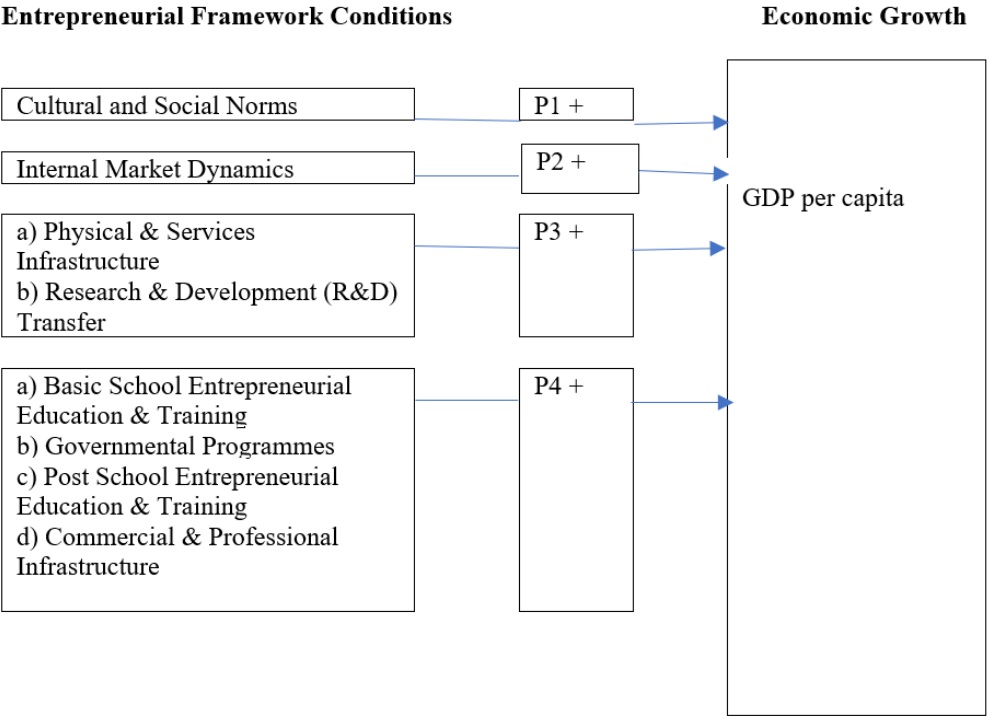 Entrepreneurial Framework Conditions
Economic Growth
Cultural and Social Norms
P1 +
Internal Market Dynamics
P2 +
GDP per capita
a) Physical & Services
Infrastructure
b) Research & Development (R&D)
Transfer
P3 +
a) Basic School Entrepreneurial
Education & Training
b) Governmental Programmes
c) Post School Entrepreneurial
Education & Training
d) Commercial & Professional
Infrastructure
P4 +